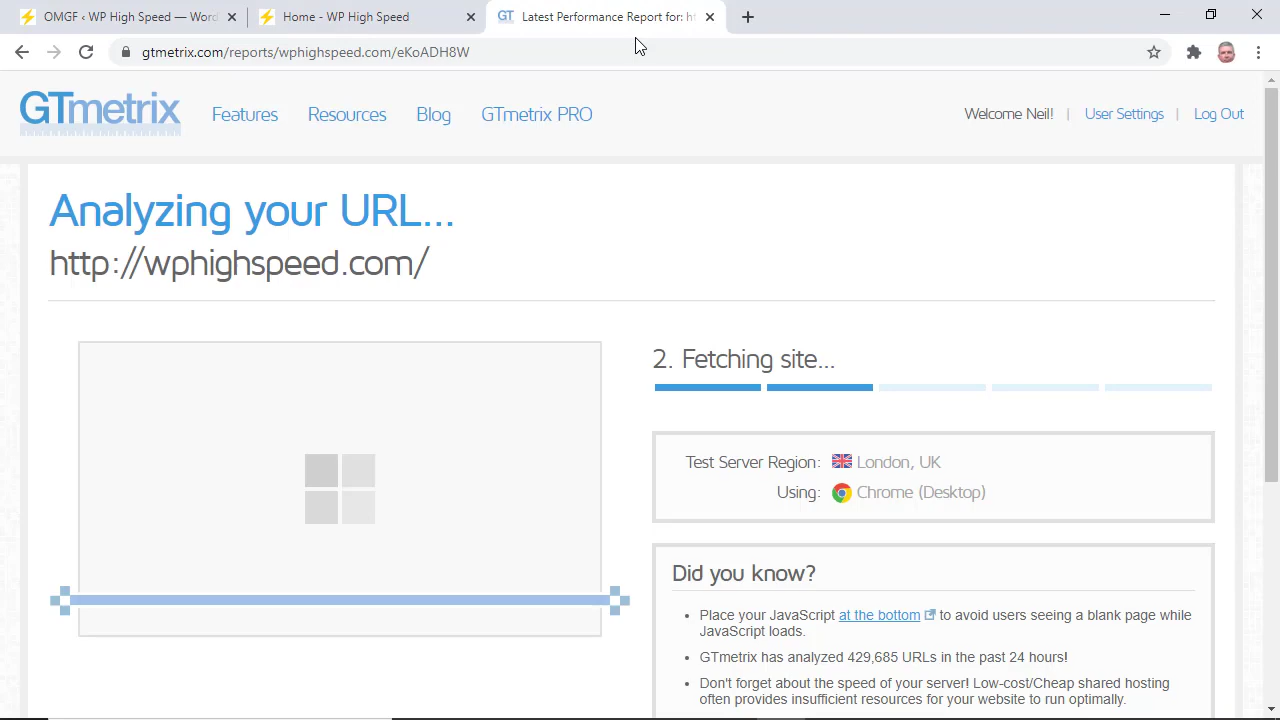 OMGF ‹ WP High Speed — Word
Home - WP High Speed
GT Latest Performance Report for: ht
gtmetrix.com/reports/wphighspeed.com/eKoADH8W
GTmetrix
Features
Resources
Blog
GTmetrix PRO
Welcome Neil!
|
User Settings
|
Log Out
Analyzing your URL...
http://wphighspeed.com/
2. Fetching site...
Test Server Region: London, UK
Using: Chrome (Desktop)
Did you know?
• Place your JavaScript at the bottom to avoid users seeing a blank page while
JavaScript loads.
• GTmetrix has analyzed 429,685 URLs in the past 24 hours!
• Don't forget about the speed of your server! Low-cost/Cheap shared hosting
often provides insufficient resources for your website to run optimally.